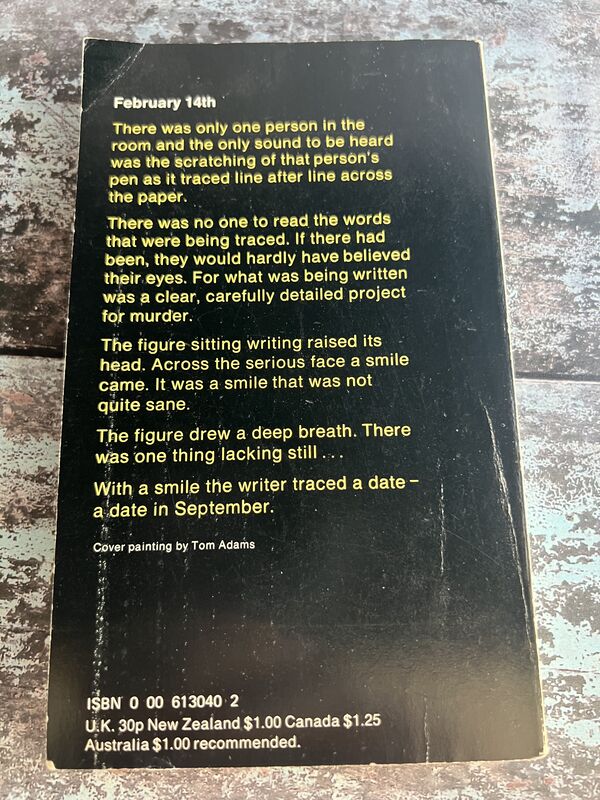 February 14th
There was only one person in the
room and the only sound to be heard
was the scratching of that person's
pen as it traced line after line across
the paper.
There was no one to read the words
that were being traced. If there had
been, they would hardly have believed
their eyes. For what was being written
was a clear, carefully detailed project
for murder.
The figure sitting writing raised its
head. Across the serious face a smile
came. It was a smile that was not
quite sane.
The figure drew a deep breath. There
was one thing lacking still . . .
With a smile the writer traced a date –
a date in September.
Cover painting by Tom Adams
ISBN 0 00 613040 2
U.K. 30p New Zealand $1.00 Canada $1.25
Australia $1.00 recommended.